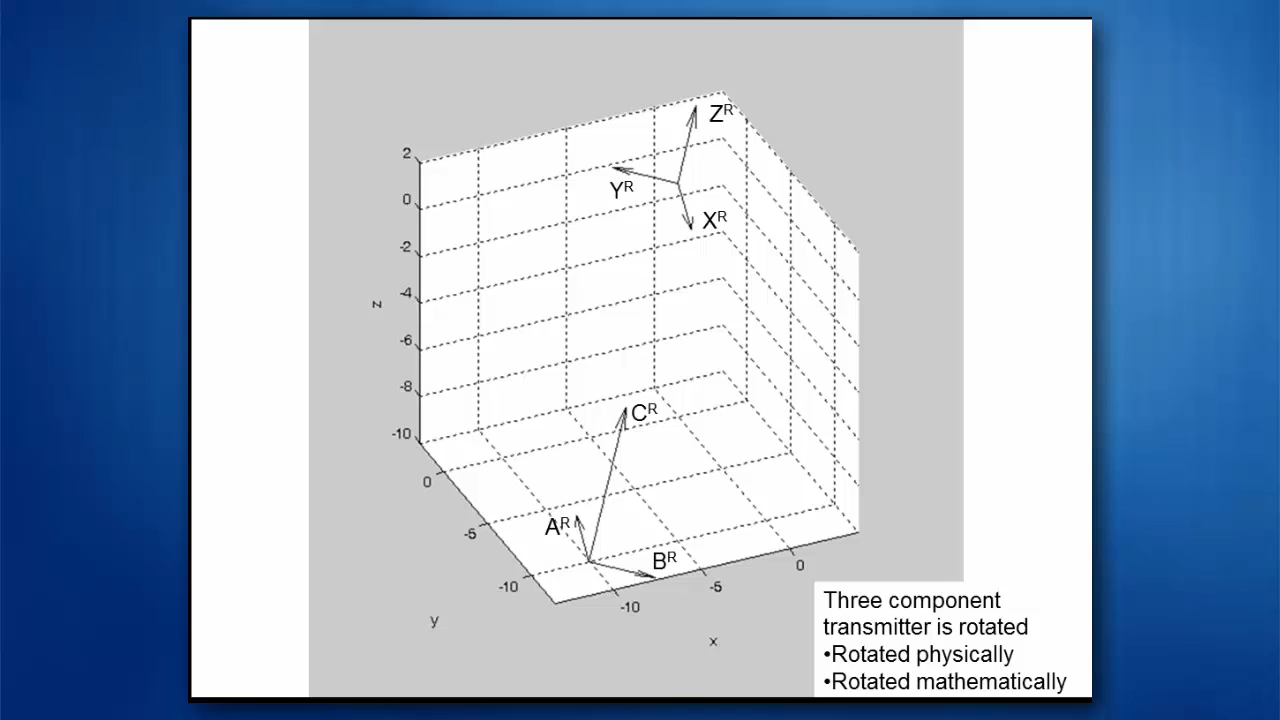 Z^R
Y^R
X^R
2
0
-2
-4
-6
-8
-10
z
C^R
A^R
B^R
0
-5
-10
y
-10
-5
0
x
Three component
transmitter is rotated
•Rotated physically
•Rotated mathematically